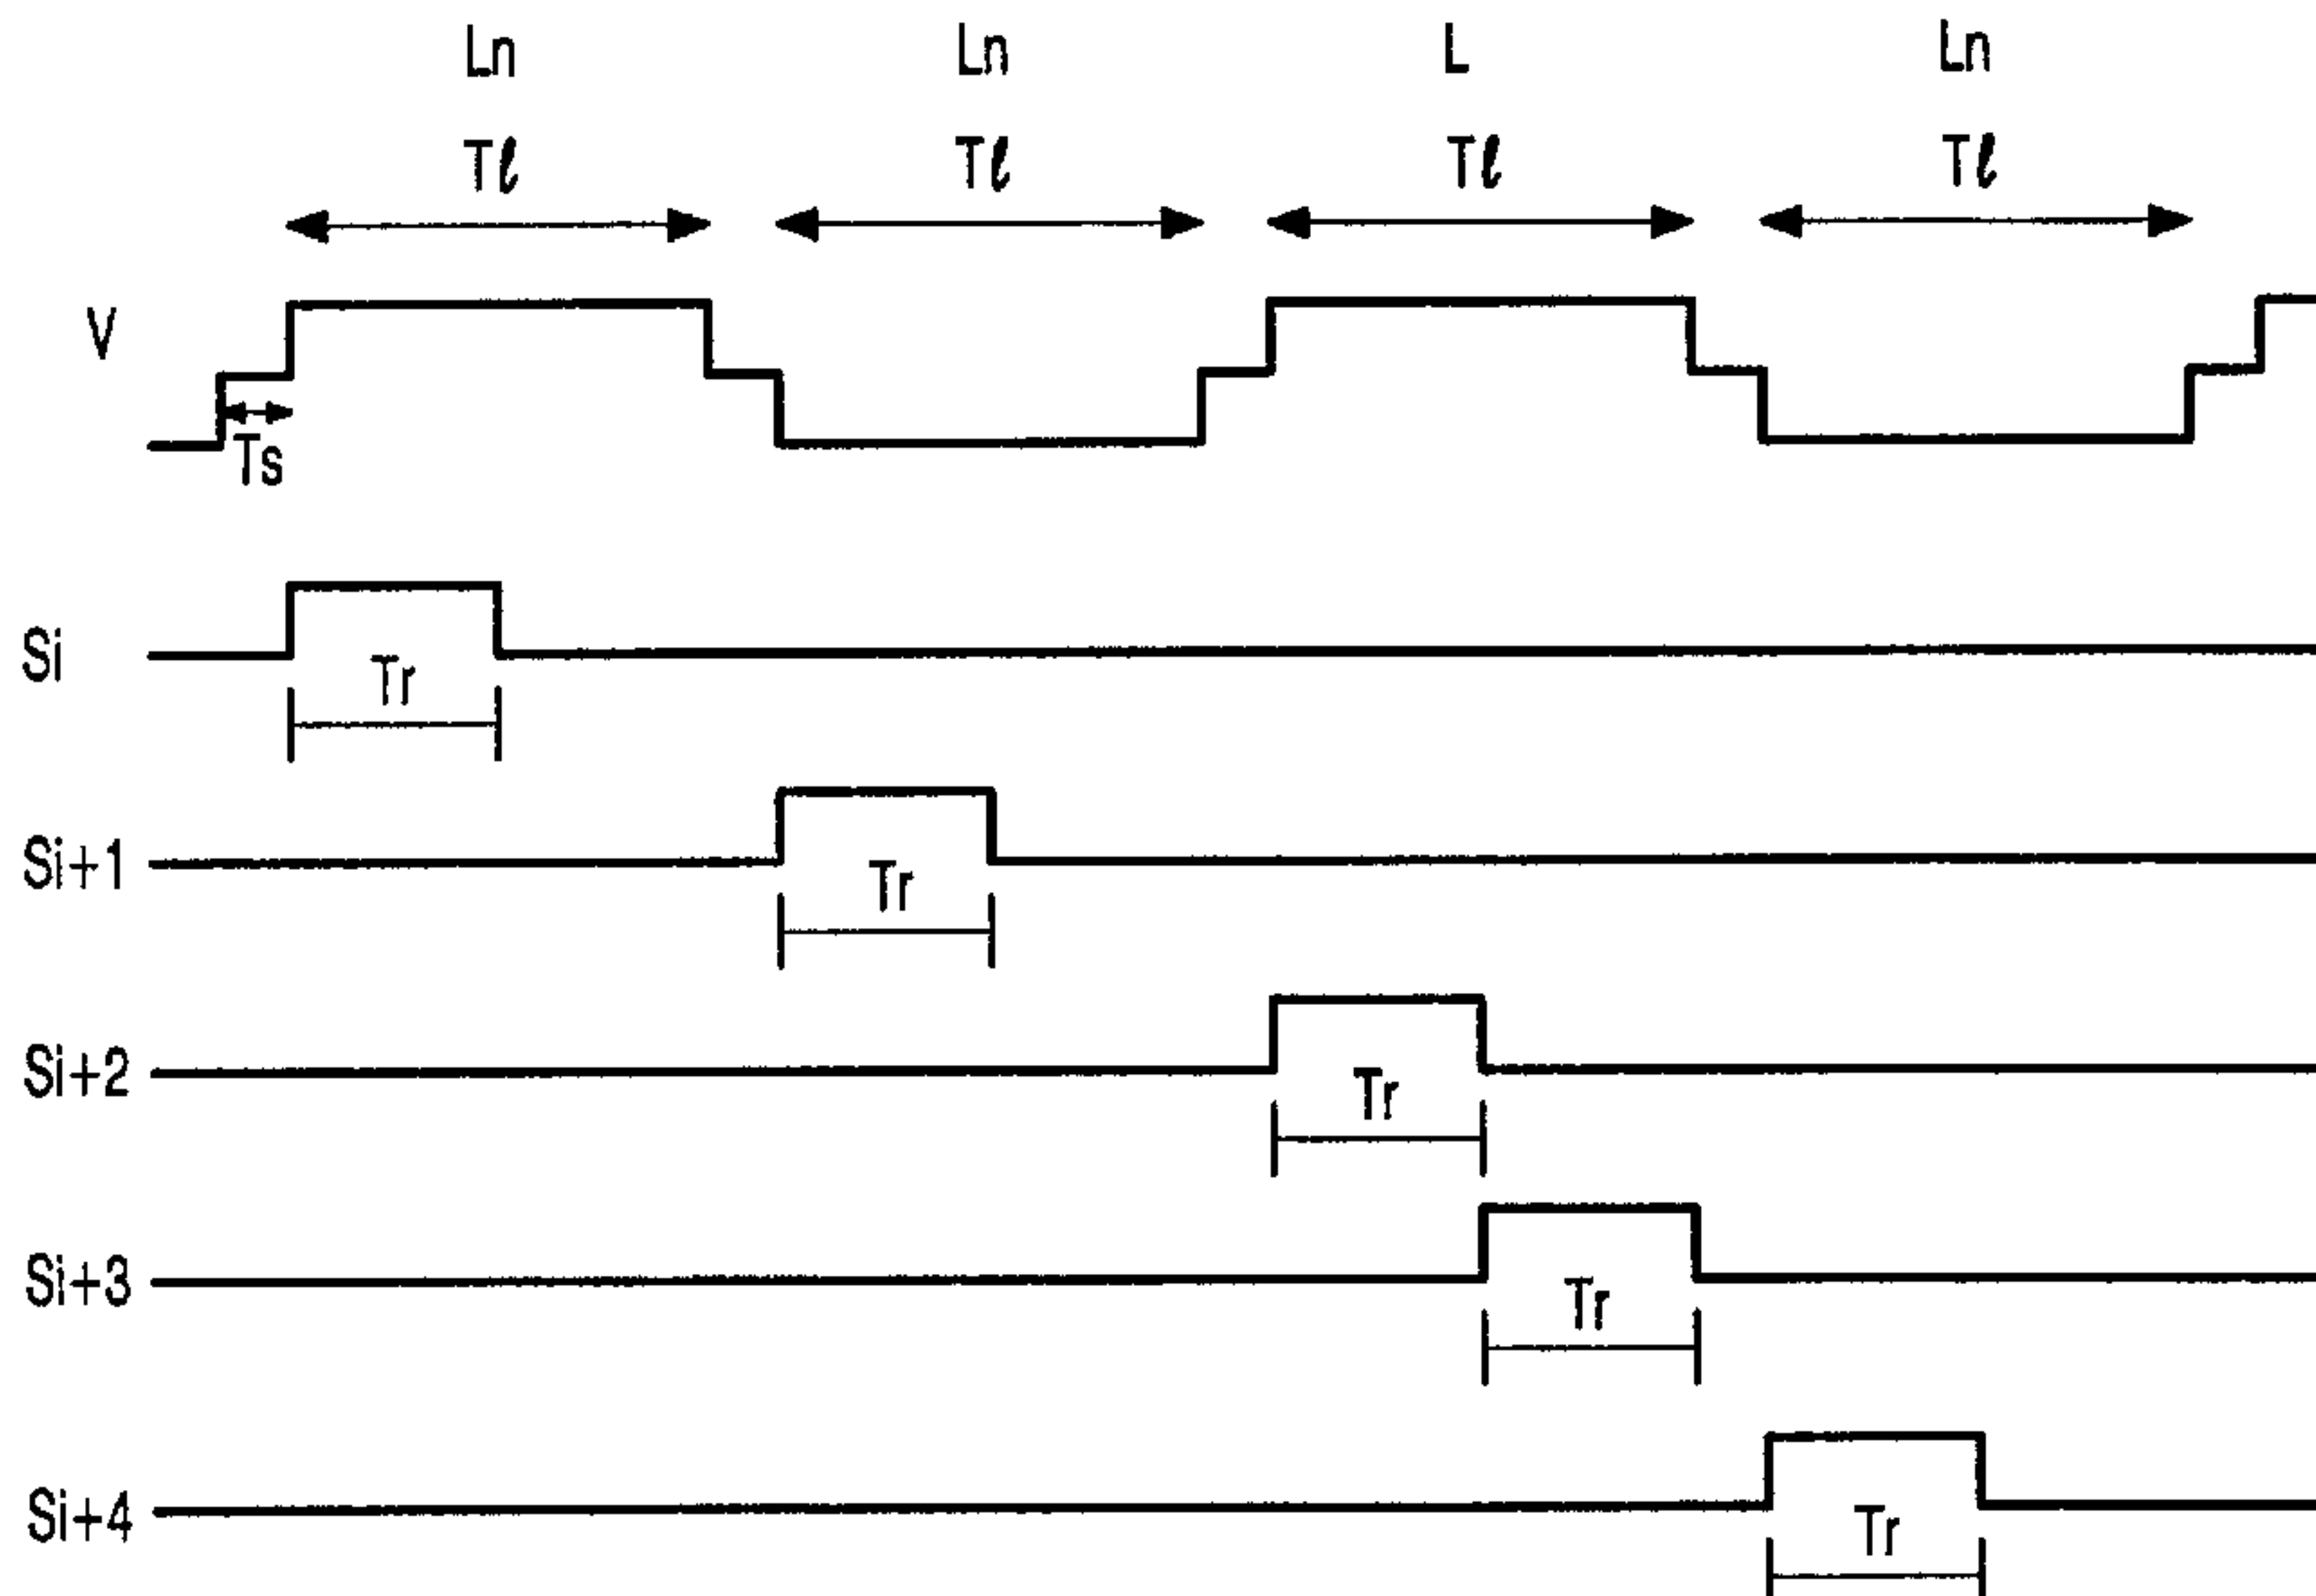 Ln Ln L Ln
Tℓ Tℓ Tℓ Tℓ
V
Ts
Si
Tr
Si+1
Tr
Si+2
Tr
Si+3
Tr
Si+4
Tr